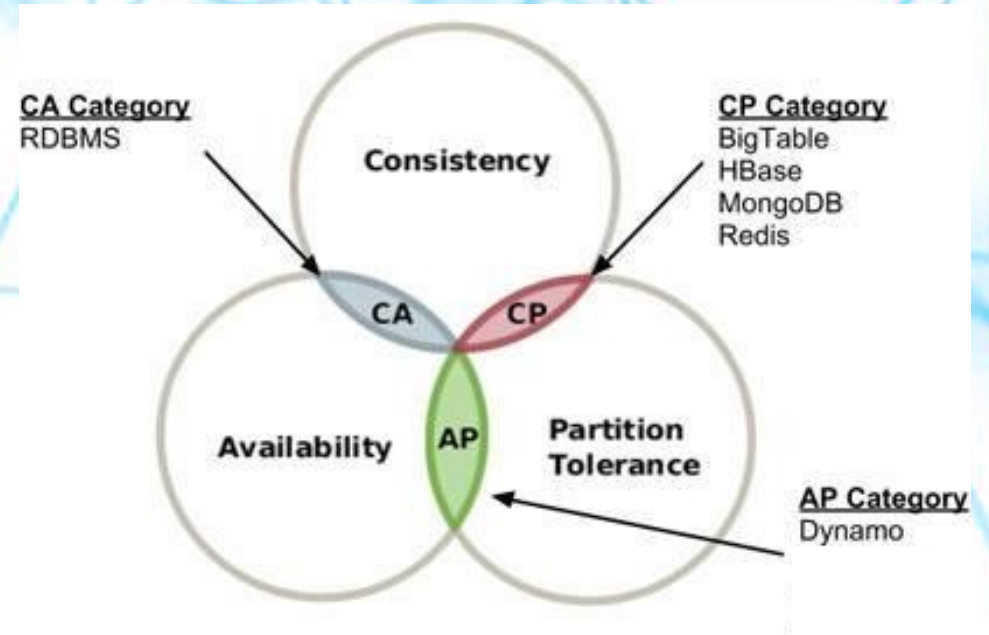 CA Category
RDBMS
CP Category
BigTable
HBase
MongoDB
Redis
Consistency
CA
CP
Availability
AP
Partition
Tolerance
AP Category
Dynamo